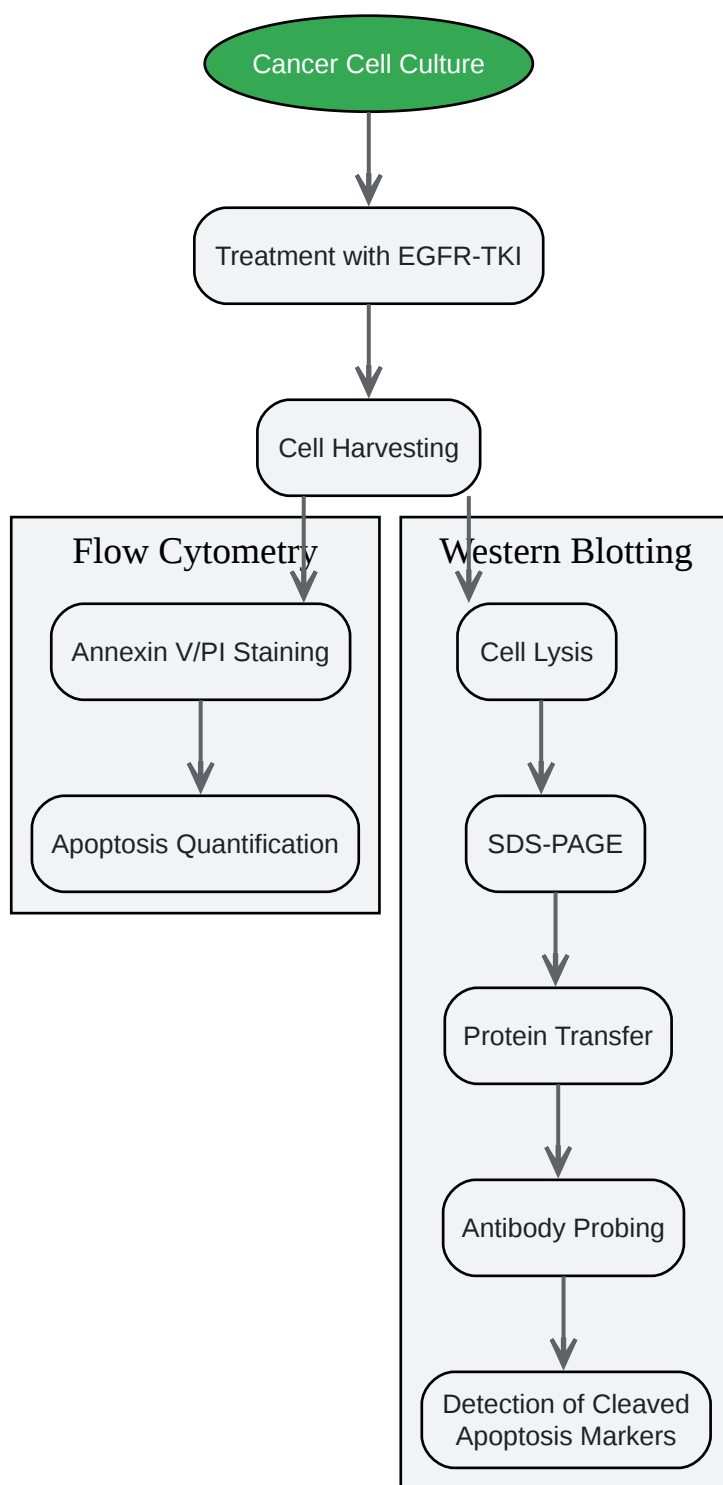 Cancer Cell Culture
Treatment with EGFR-TKI
Cell Harvesting
Flow Cytometry
Annexin V/PI Staining
Apoptosis Quantification
Western Blotting
Cell Lysis
SDS-PAGE
Protein Transfer
Antibody Probing
Detection of Cleaved
Apoptosis Markers